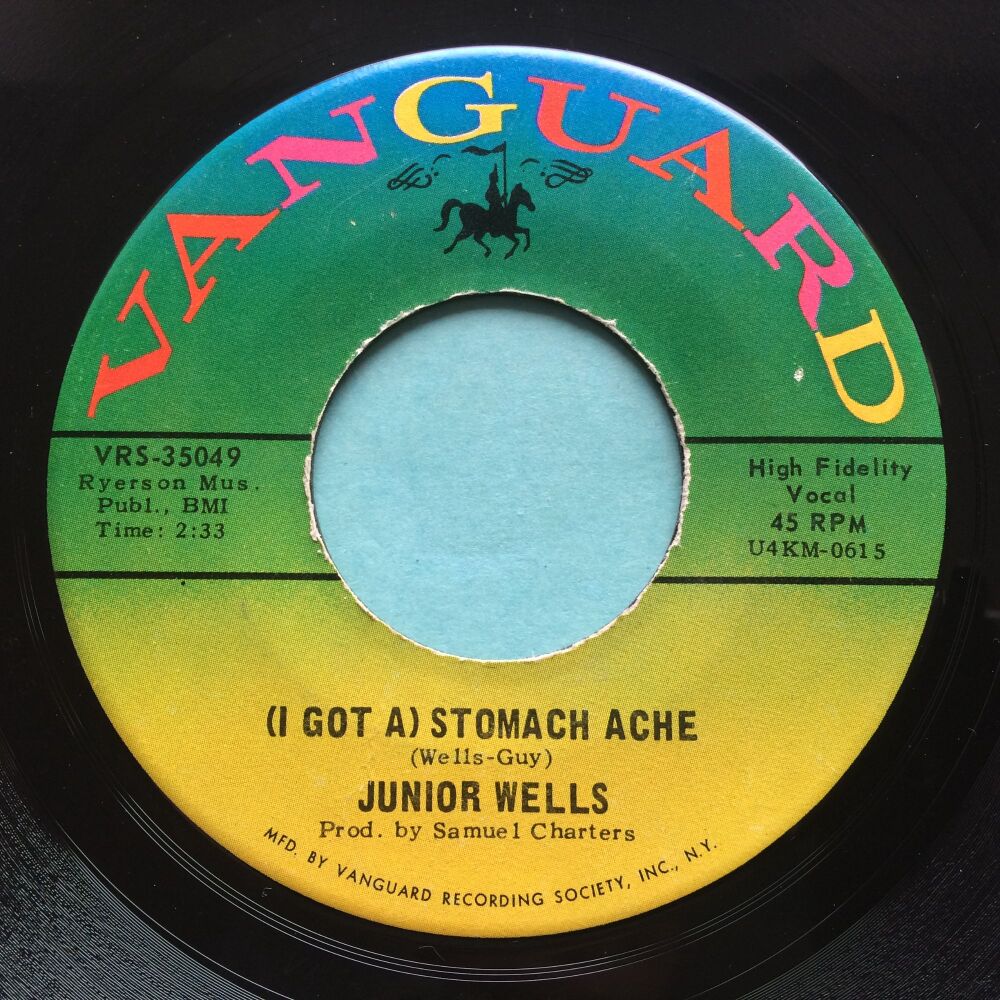 VANGUARD
VRS-35049
Ryerson Mus.
Publ., BMI
Time: 2:33
High Fidelity
Vocal
45 RPM
U4KM-0615
(I GOT A) STOMACH ACHE
(Wells-Guy)
JUNIOR WELLS
Prod. by Samuel Charters
MFD. BY VANGUARD RECORDING SOCIETY, INC., N.Y.